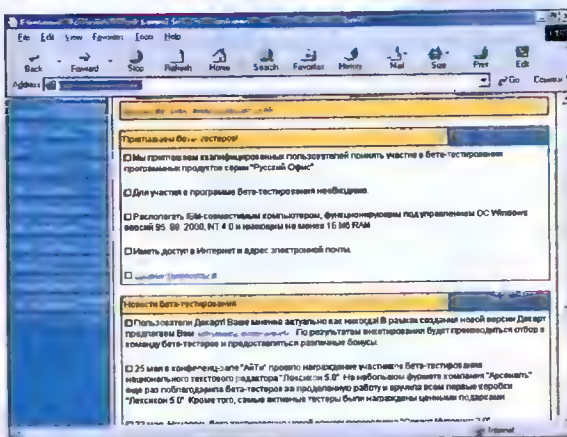 File Edit View Favorites Tools Help
Back Forward Stop Refresh Home Search Favorites History Mail Size Print Edit
Address Go Ссылки
Приглашаем бета-тестеров!
Мы приглашаем квалифицированных пользователей принять участие в бета-тестировании
программных продуктов серии "Русский Офис"
Для участия в программе бета-тестирования необходимо:
Располагать IBM-совместимым компьютером, функционирующим под управлением ОС Windows
версий 95, 98, 2000, NT 4.0 и имеющим не менее 16 Мб RAM
Иметь доступ в Интернет и адрес электронной почты.
Новости бета-тестирования
Пользователи Декарт! Ваше мнение актуально как никогда! В рамках создания новой версии Декарт
предлагаем Вам По результатам анкетирования будет производиться отбор в
команду бета-тестеров и предоставляться различные бонусы.
25 мая в конференц-зале "АйТи" прошло награждение участников бета-тестирования
национального текстового редактора "Лексикон 5.0" На небольшом фуршете компания "Арсеналъ"
еще раз поблагодарила бета-тестеров за проделанную работу и вручила всем первые коробки
"Лексикон 5.0" Кроме того, самые активные тестеры были награждены ценными подарками
Internet